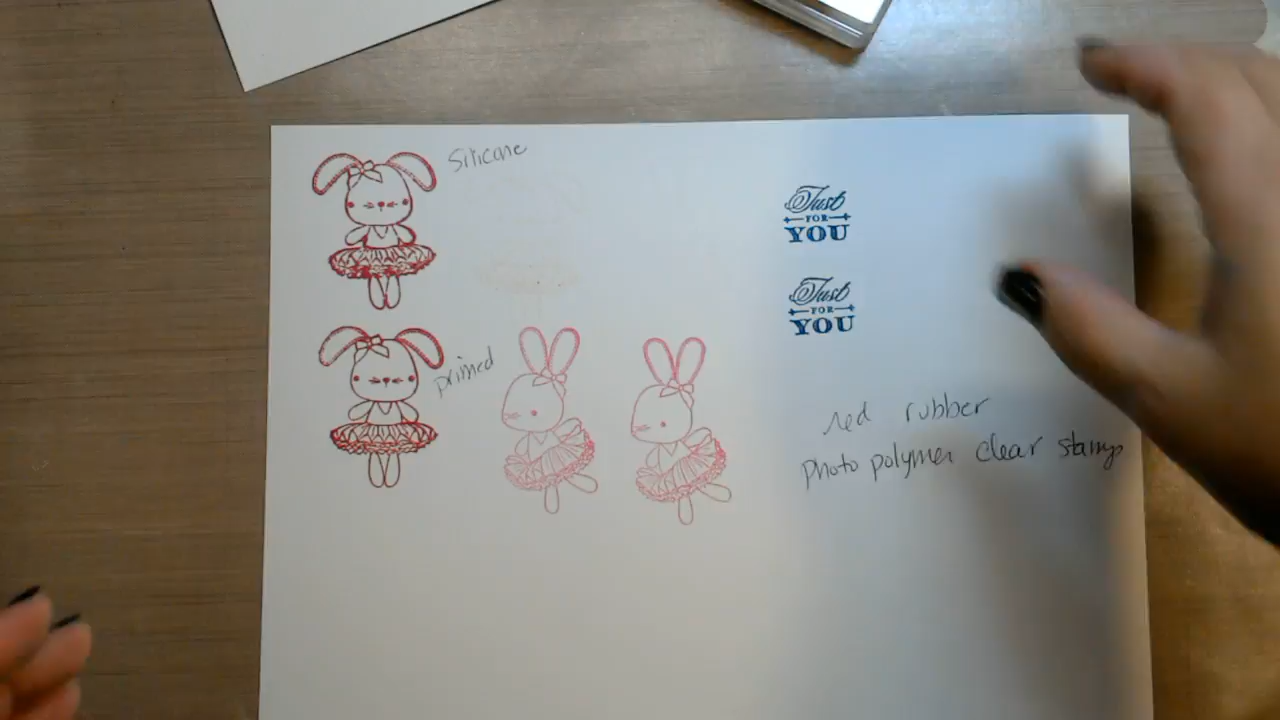 Silicone
Just
FOR
YOU
Just
FOR
YOU
primed
red rubber
photo polymer clear stamp